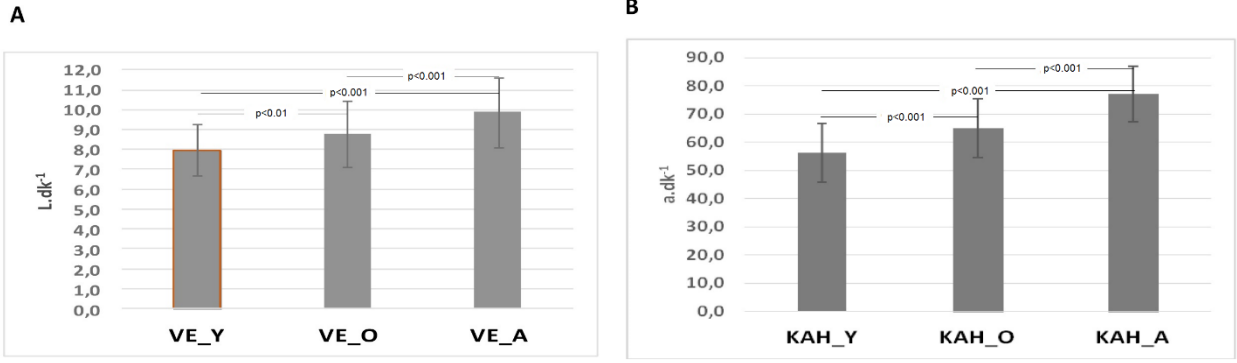 A
L.dk-1
12,0
11,0
10,0
9,0
8,0
7,0
6,0
5,0
4,0
3,0
2,0
1,0
0,0
p<0.001
p<0.001
p<0.01
VE_Y VE_O VE_A
B
a.dk-1
90,0
80,0
70,0
60,0
50,0
40,0
30,0
20,0
10,0
0,0
p<0.001
p<0.001
p<0.001
KAH_Y KAH_O KAH_A